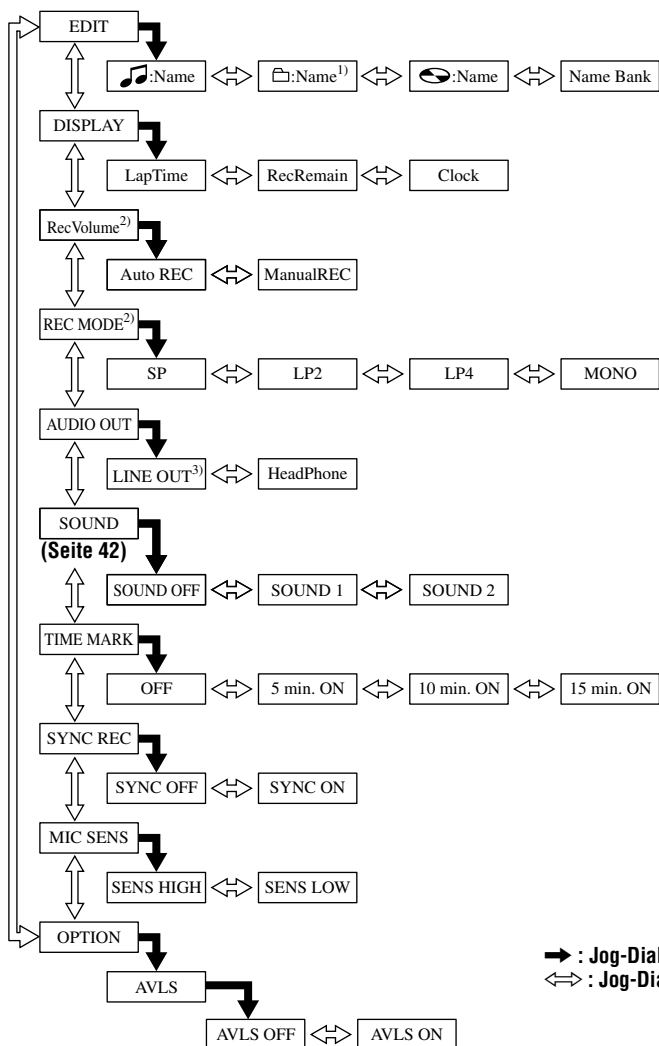 EDIT
:Name :Name1) :Name Name Bank
DISPLAY
LapTime RecRemain Clock
RecVolume2)
Auto REC ManualREC
REC MODE2)
SP LP2 LP4 MONO
AUDIO OUT
LINE OUT3) HeadPhone
SOUND
(Seite 42)
SOUND OFF SOUND 1 SOUND 2
TIME MARK
OFF 5 min. ON 10 min. ON 15 min. ON
SYNC REC
SYNC OFF SYNC ON
MIC SENS
SENS HIGH SENS LOW
OPTION
: Jog-Dial
AVLS
: Jog-Dia
AVLS OFF AVLS ON